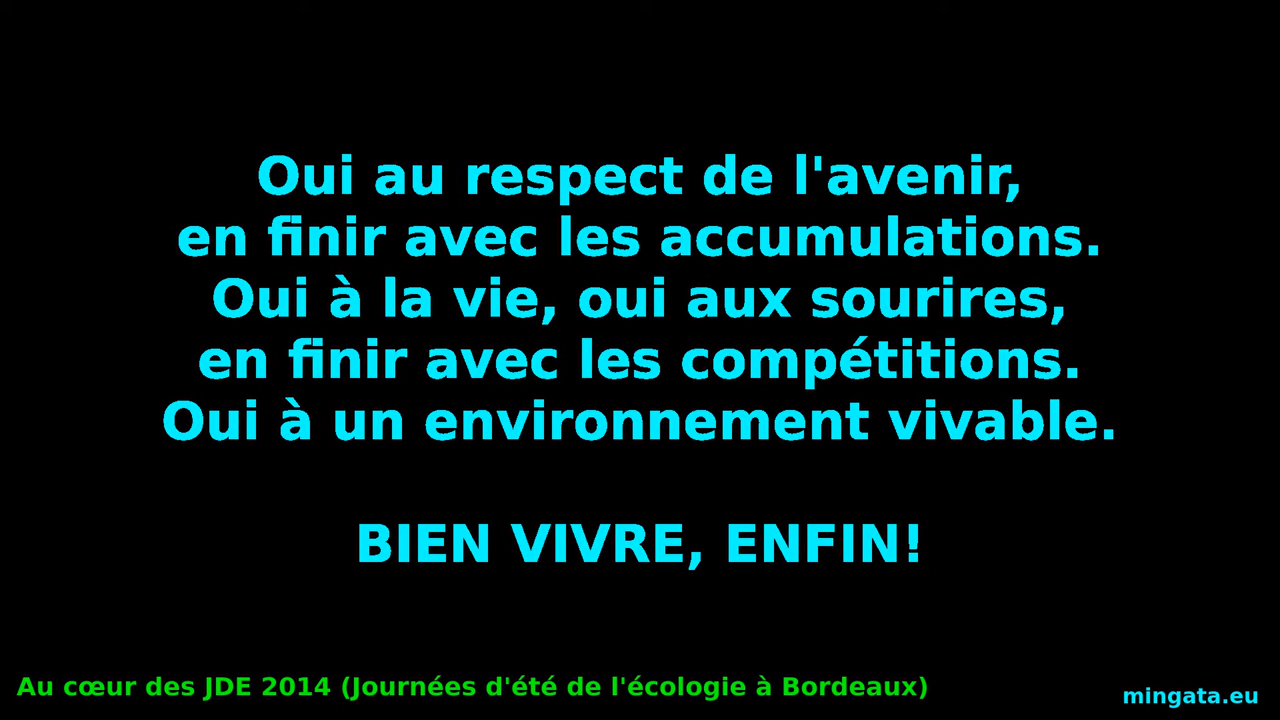 Oui au respect de l'avenir,
en finir avec les accumulations.
Oui à la vie, oui aux sourires,
en finir avec les compétitions.
Oui à un environnement vivable.
BIEN VIVRE, ENFIN!
Au cœur des JDE 2014 (Journées d'été de l'écologie à Bordeaux)
mingata.eu